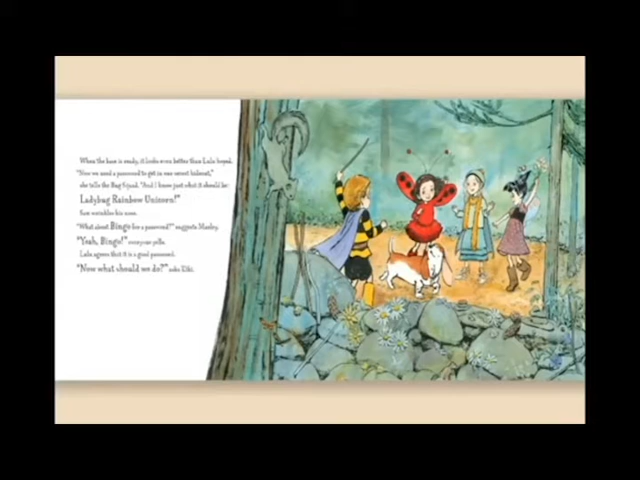 When the base is ready, it looks even better than Lulu hoped.
"Now we need a password to get in our secret hideout,"
she tells the Bug Squad. "And I know just what it should be:
Ladybug Rainbow Unicorn!"
Sam wrinkles his nose.
"What about Bingo for a password?" suggests Manley.
"Yeah, Bingo!" everyone yells.
Lulu agrees that it is a good password.
"Now what should we do?" asks Kiki.